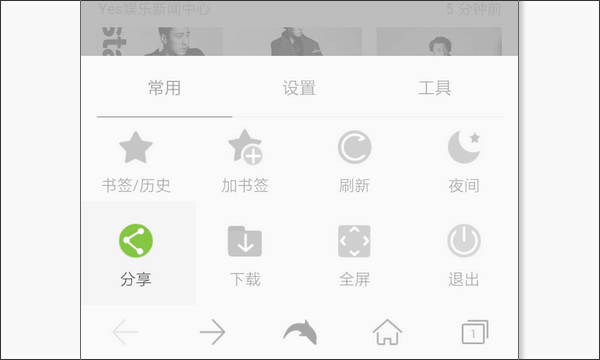 Yes娱乐新闻中心 5 分钟前
sta
常用 设置 工具
书签/历史 加书签 刷新 夜间
分享 下载 全屏 退出
1